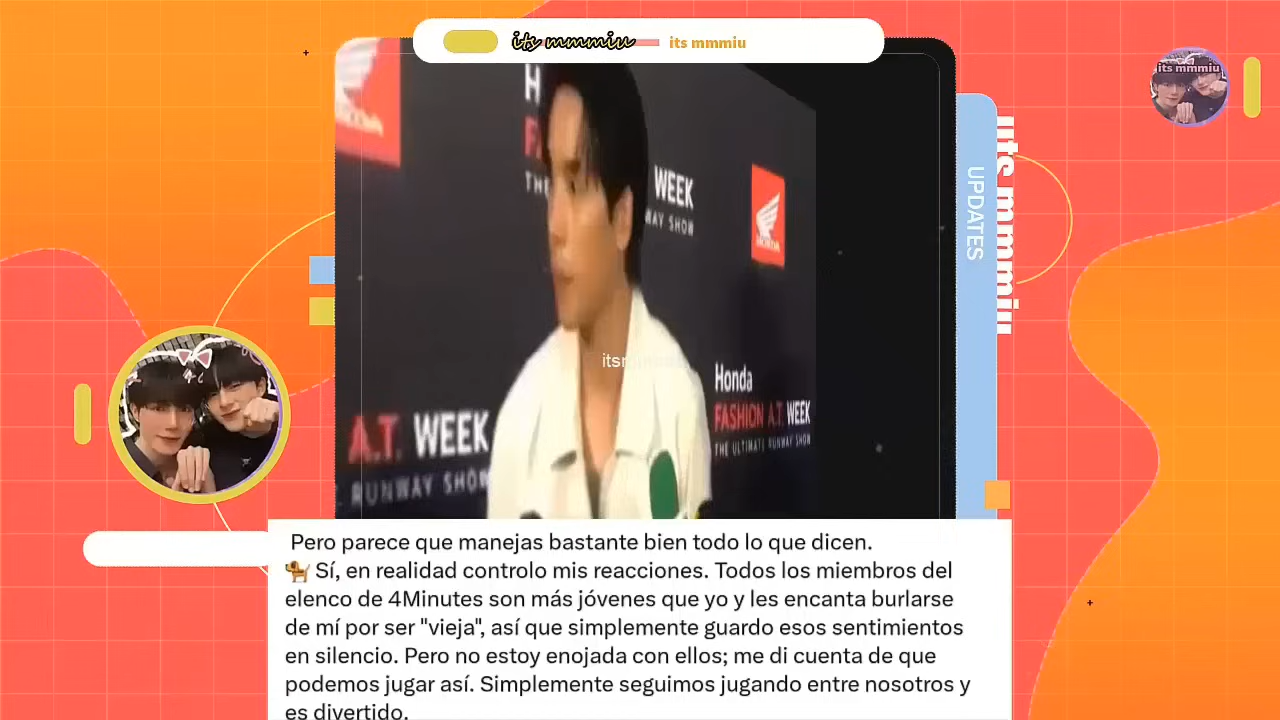 its mmmiu
its mmmiu
its mmmiu
UPDATES
Its mmmiu
WEEK
HONDA
A.T. WEEK
RUNWAY SHOW
Honda
FASHION A.T. WEEK
THE ULTIMATE RUNWAY SHOW
Pero parece que manejas bastante bien todo lo que dicen.
🐕 Sí, en realidad controlo mis reacciones. Todos los miembros del
elenco de 4Minutes son más jóvenes que yo y les encanta burlarse
de mí por ser "vieja", así que simplemente guardo esos sentimientos
en silencio. Pero no estoy enojada con ellos; me di cuenta de que
podemos jugar así. Simplemente seguimos jugando entre nosotros y
es divertido.